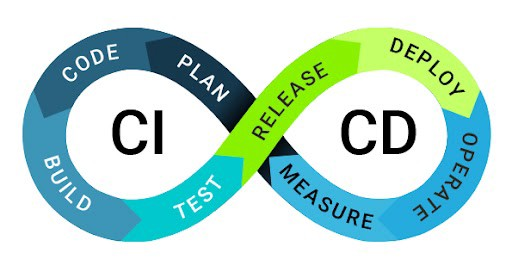 CODE
PLAN
BUILD
TEST
CI
RELEASE
DEPLOY
OPERATE
MEASURE
CD